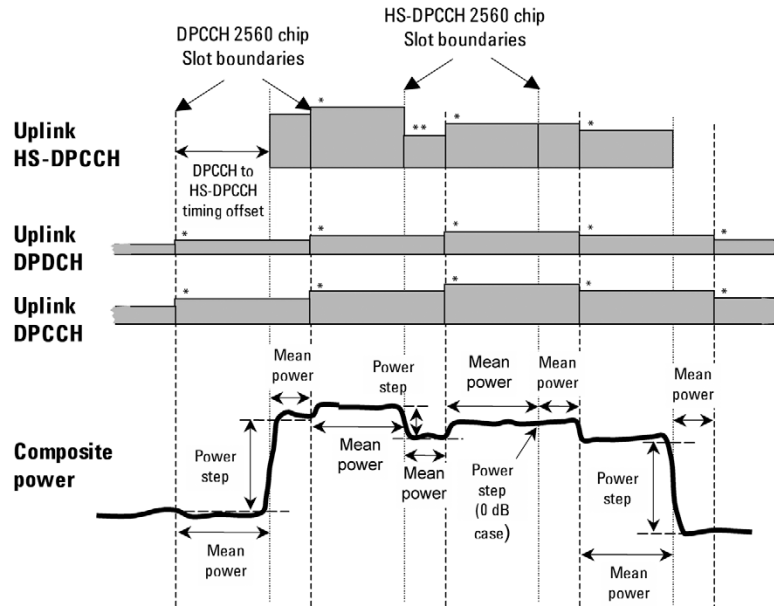 DPCCH 2560 chip
Slot boundaries
HS-DPCCH 2560 chip
Slot boundaries
Uplink
HS-DPCCH
*
**
*
*
DPCCH to
HS-DPCCH
timing offset
Uplink
DPDCH
*
*
*
*
*
Uplink
DPCCH
*
*
*
*
*
Mean
power
Power
step
Mean
power
Mean
power
Mean
power
Composite
power
Power
step
Mean
power
Mean
power
Power
step
(0 dB
case)
Power
step
Mean
power
Mean
power